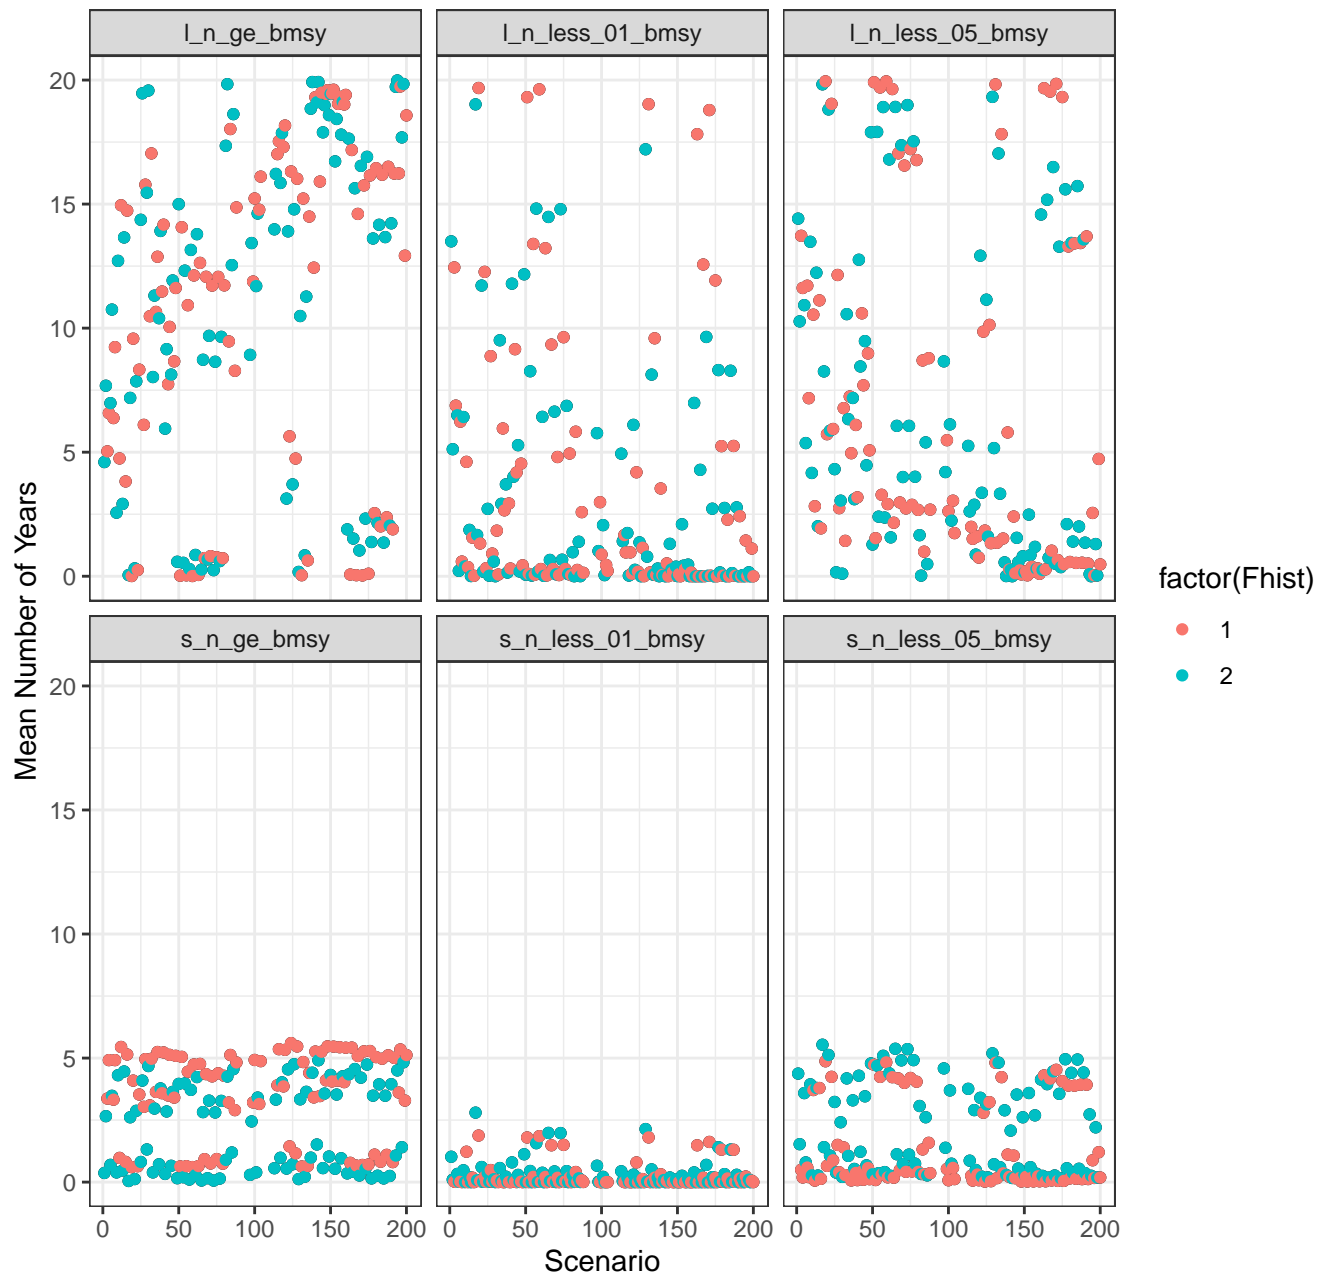 l_n_ge_bmsy l_n_less_01_bmsy l_n_less_05_bmsy
20
15
10
5
0
s_n_ge_bmsy s_n_less_01_bmsy s_n_less_05_bmsy
20
15
10
5
0
0 50 100 150 200 0 50 100 150 200 0 50 100 150 200
Scenario
Mean Number of Years
factor(Fhist)
1
2